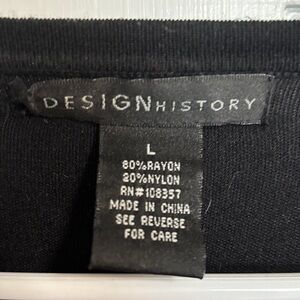 DESIGNHISTORY
L
80%RAYON
20%NYLON
RN#108357
MADE IN CHINA
SEE REVERSE
FOR CARE